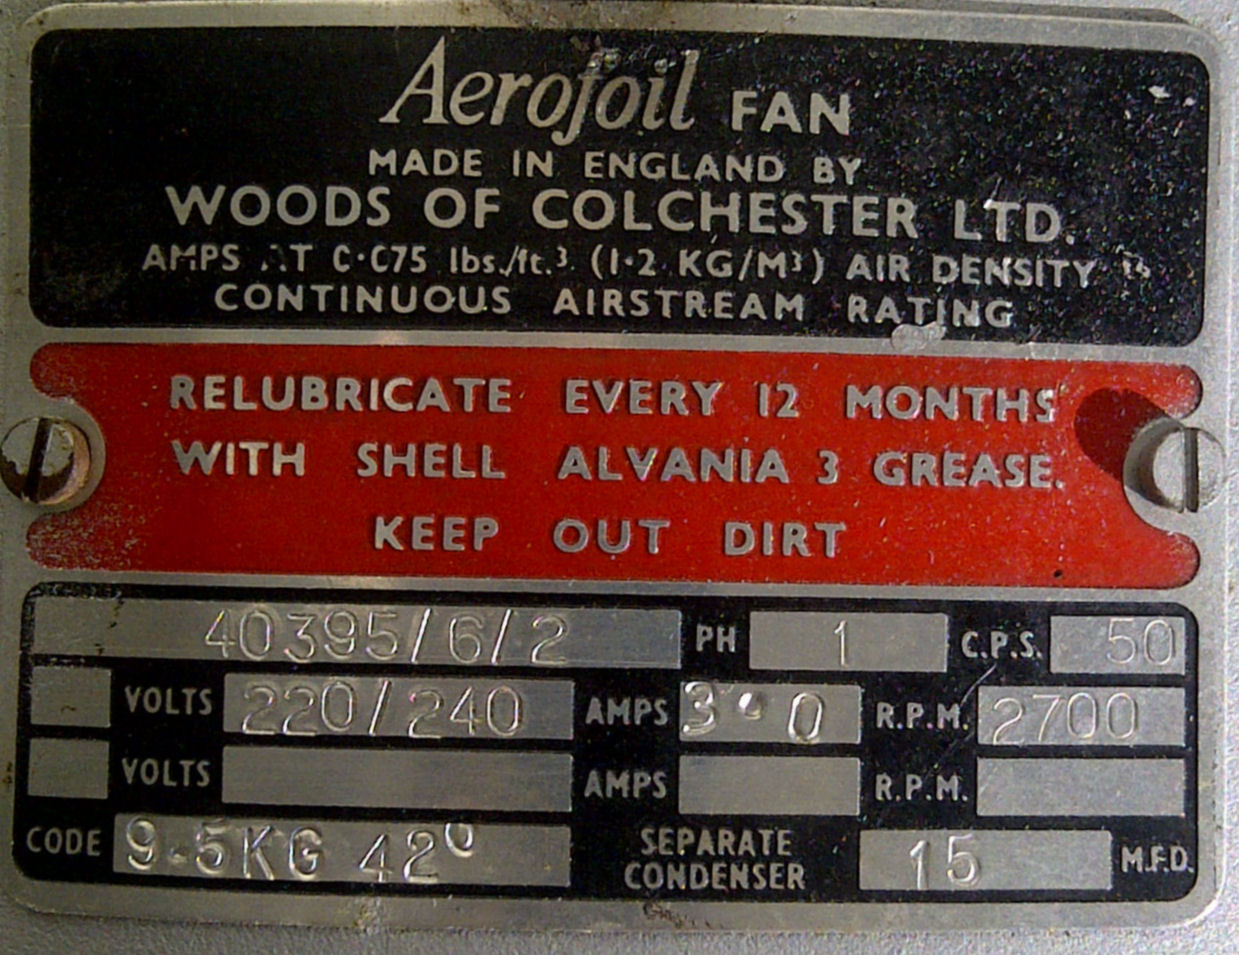 Aerofoil FAN
MADE IN ENGLAND BY
WOODS OF COLCHESTER LTD.
AMPS AT C·C75 lbs./ft.³ (1·2 KG/M³) AIR DENSITY
CONTINUOUS AIRSTREAM RATING
RELUBRICATE EVERY 12 MONTHS
WITH SHELL ALVANIA 3 GREASE.
KEEP OUT DIRT
40395/6/2 PH 1 C.P.S. 50
VOLTS 220/240 AMPS 3·0 R.P.M. 2700
VOLTS AMPS R.P.M.
CODE 9.5KG 42° SEPARATE CONDENSER 15 M.F.D.